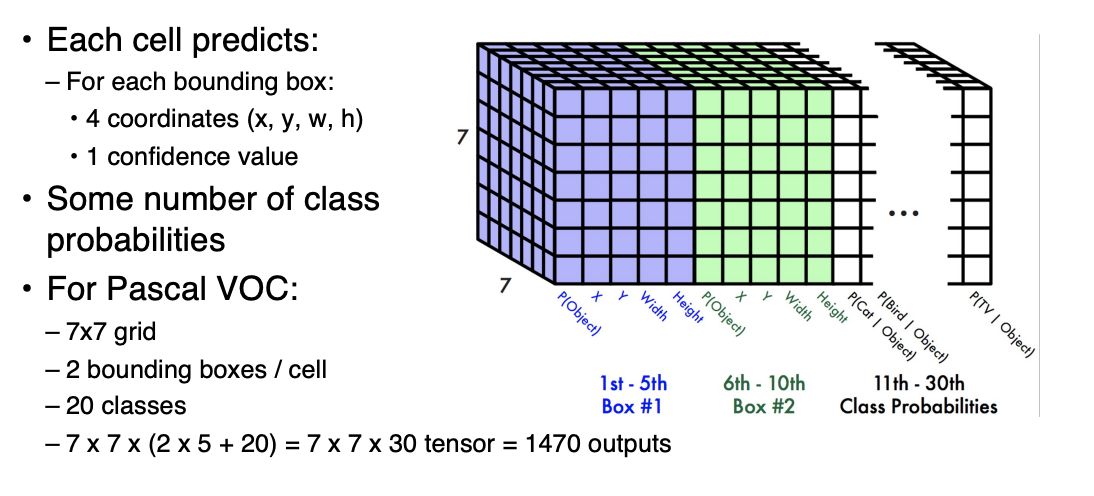 • Each cell predicts:
– For each bounding box:
• 4 coordinates (x, y, w, h)
• 1 confidence value
• Some number of class
probabilities
• For Pascal VOC:
– 7x7 grid
– 2 bounding boxes / cell
– 20 classes
– 7 x 7 x (2 x 5 + 20) = 7 x 7 x 30 tensor = 1470 outputs
7
7
...
P(Object)
X
Y
Width
Height
P(Object)
X
Y
Width
Height
P(Cat | Object)
P(Bird | Object)
P(TV | Object)
1st - 5th
Box #1
6th - 10th
Box #2
11th - 30th
Class Probabilities